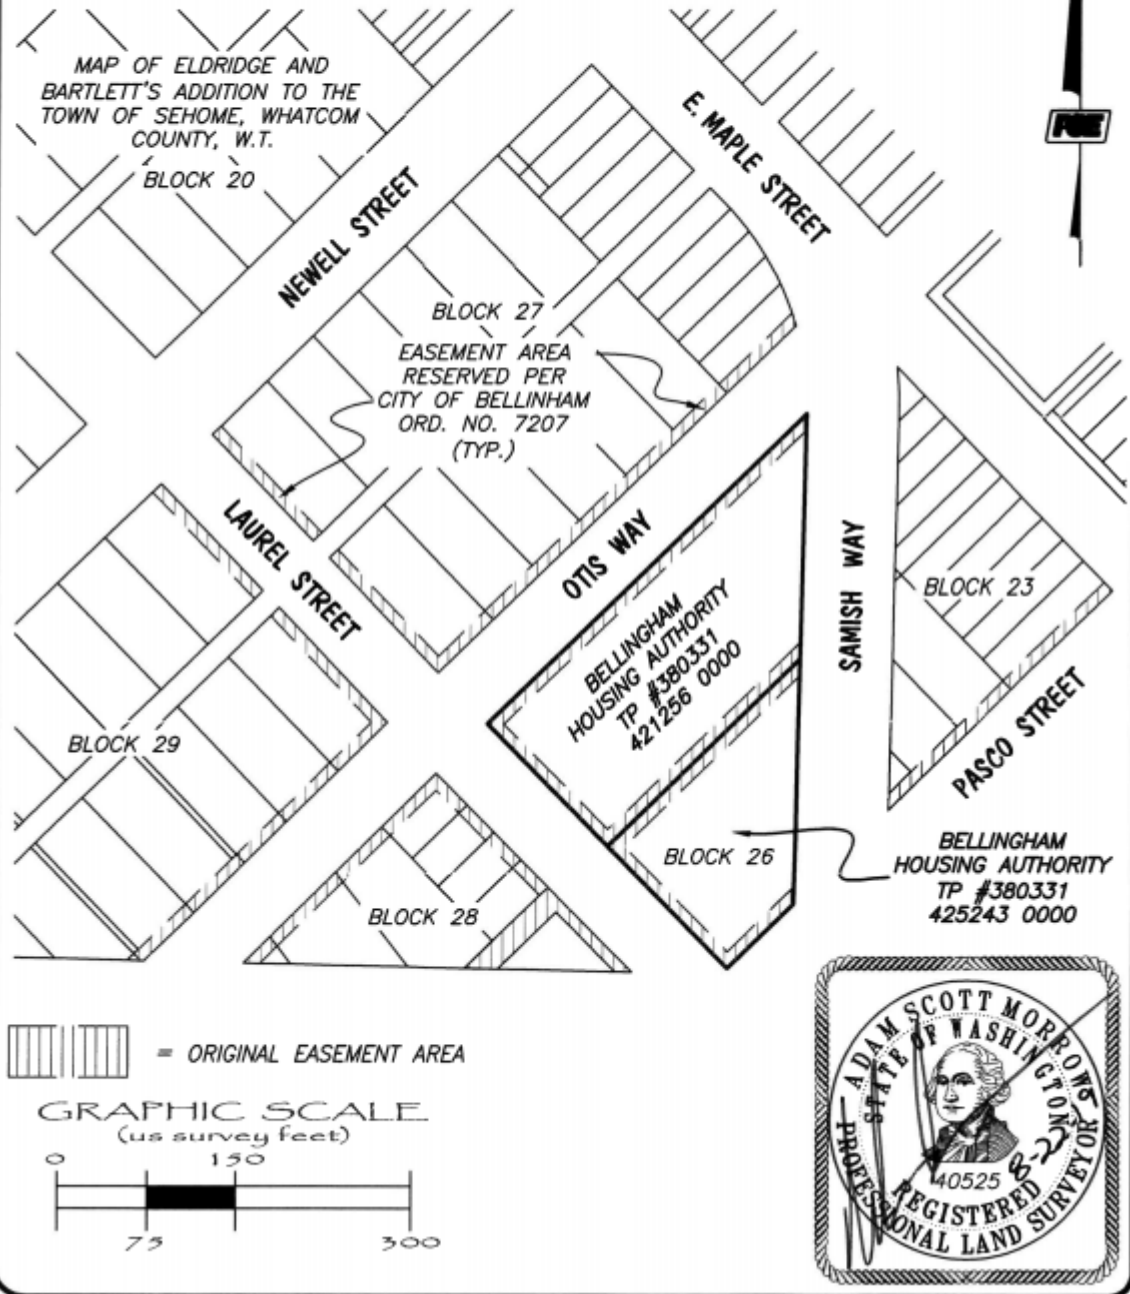 MAP OF ELDRIDGE AND
BARTLETT'S ADDITION TO THE
TOWN OF SEHOME, WHATCOM
COUNTY, W.T.
BLOCK 20
NEWELL STREET
E. MAPLE STREET
BLOCK 27
EASEMENT AREA
RESERVED PER
CITY OF BELLINHAM
ORD. NO. 7207
(TYP.)
LAUREL STREET
OTIS WAY
SAMISH WAY
BLOCK 23
PASCO STREET
BELLINGHAM
HOUSING AUTHORITY
TP #380331
421256 0000
BLOCK 29
BLOCK 26
BLOCK 28
BELLINGHAM
HOUSING AUTHORITY
TP #380331
425243 0000
= ORIGINAL EASEMENT AREA
GRAPHIC SCALE
(us survey feet)
0 150
75 300
ADAM SCOTT MORROW
STATE OF WASHINGTON
40525
REGISTERED
PROFESSIONAL LAND SURVEYOR